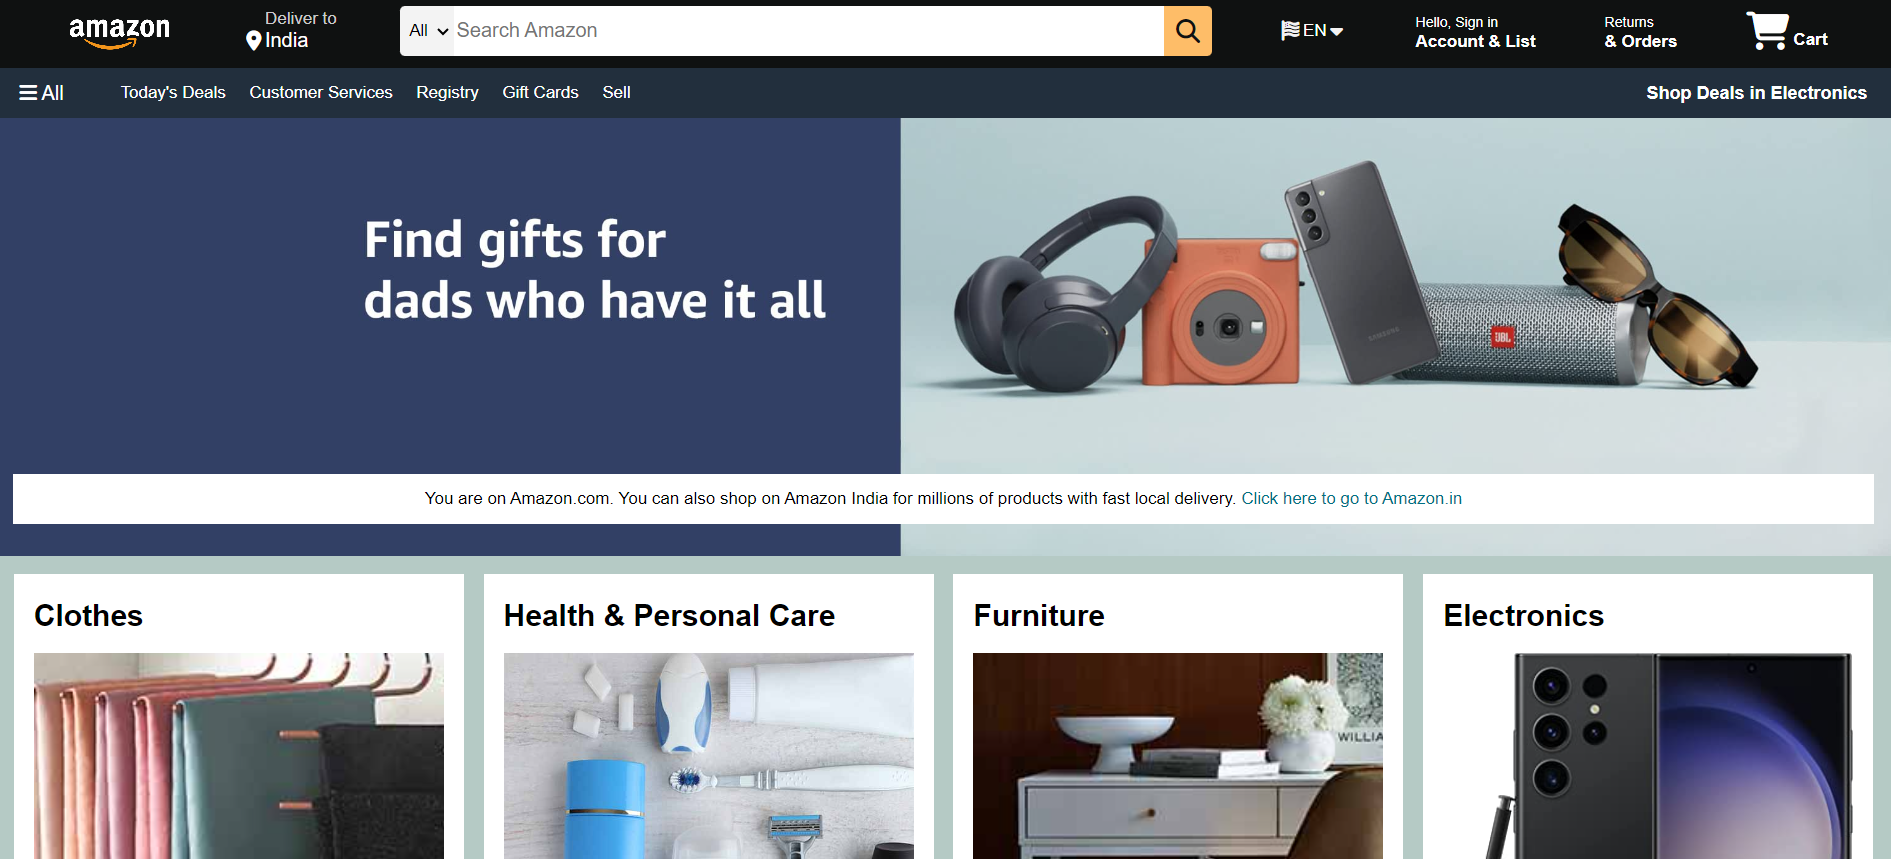 amazon
Deliver to
India
All
Search Amazon
EN
Hello, Sign in
Account & List
Returns
& Orders
Cart
All
Today's Deals
Customer Services
Registry
Gift Cards
Sell
Shop Deals in Electronics
Find gifts for
dads who have it all
SAMSUNG
JBL
You are on Amazon.com. You can also shop on Amazon India for millions of products with fast local delivery. Click here to go to Amazon.in
Clothes
Health & Personal Care
Furniture
Electronics
WILLIA